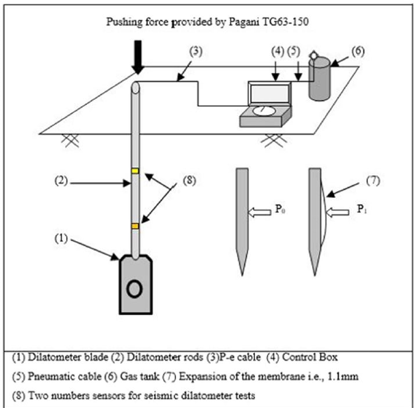 Pushing force provided by Pagani TG63-150
(3)
(4) (5)
(6)
(2)
(8)
(7)
P₀
P₁
(1)
(1) Dilatometer blade (2) Dilatometer rods (3)P-e cable (4) Control Box
(5) Pneumatic cable (6) Gas tank (7) Expansion of the membrane i.e., 1.1mm
(8) Two numbers sensors for seismic dilatometer tests